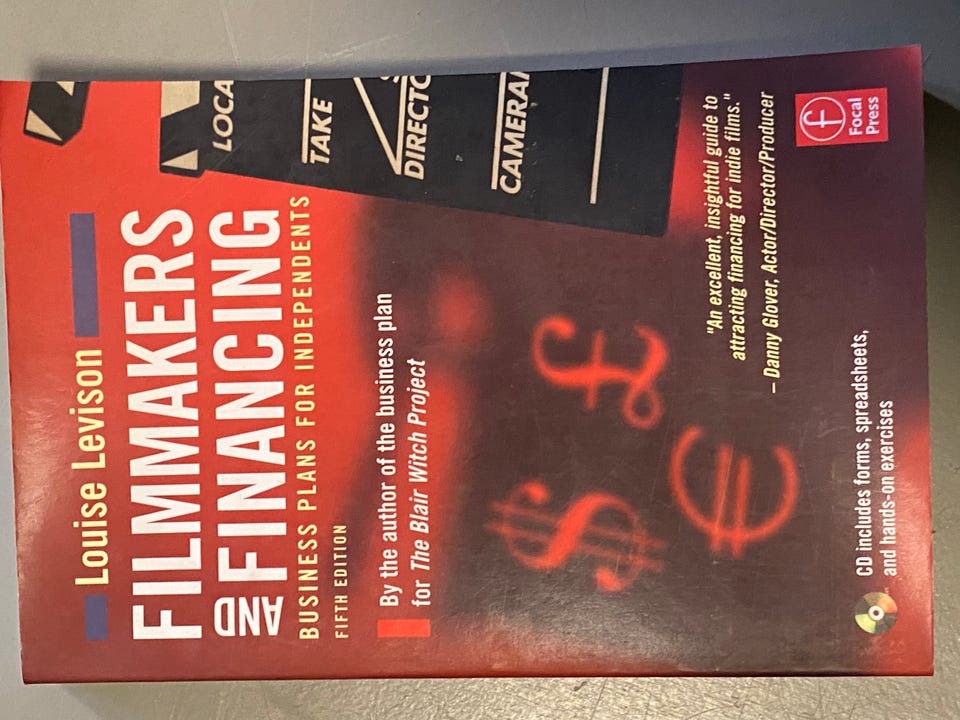 Louise Levison
FILMMAKERS
AND FINANCING
BUSINESS PLANS FOR INDEPENDENTS
FIFTH EDITION
By the author of the business plan
for The Blair Witch Project
LOCA
TAKE
DIRECTO
CAMERA
$ £
€
"An excellent, insightful guide to
attracting financing for indie films."
– Danny Glover, Actor/Director/Producer
CD includes forms, spreadsheets,
and hands-on exercises
f
Focal
Press